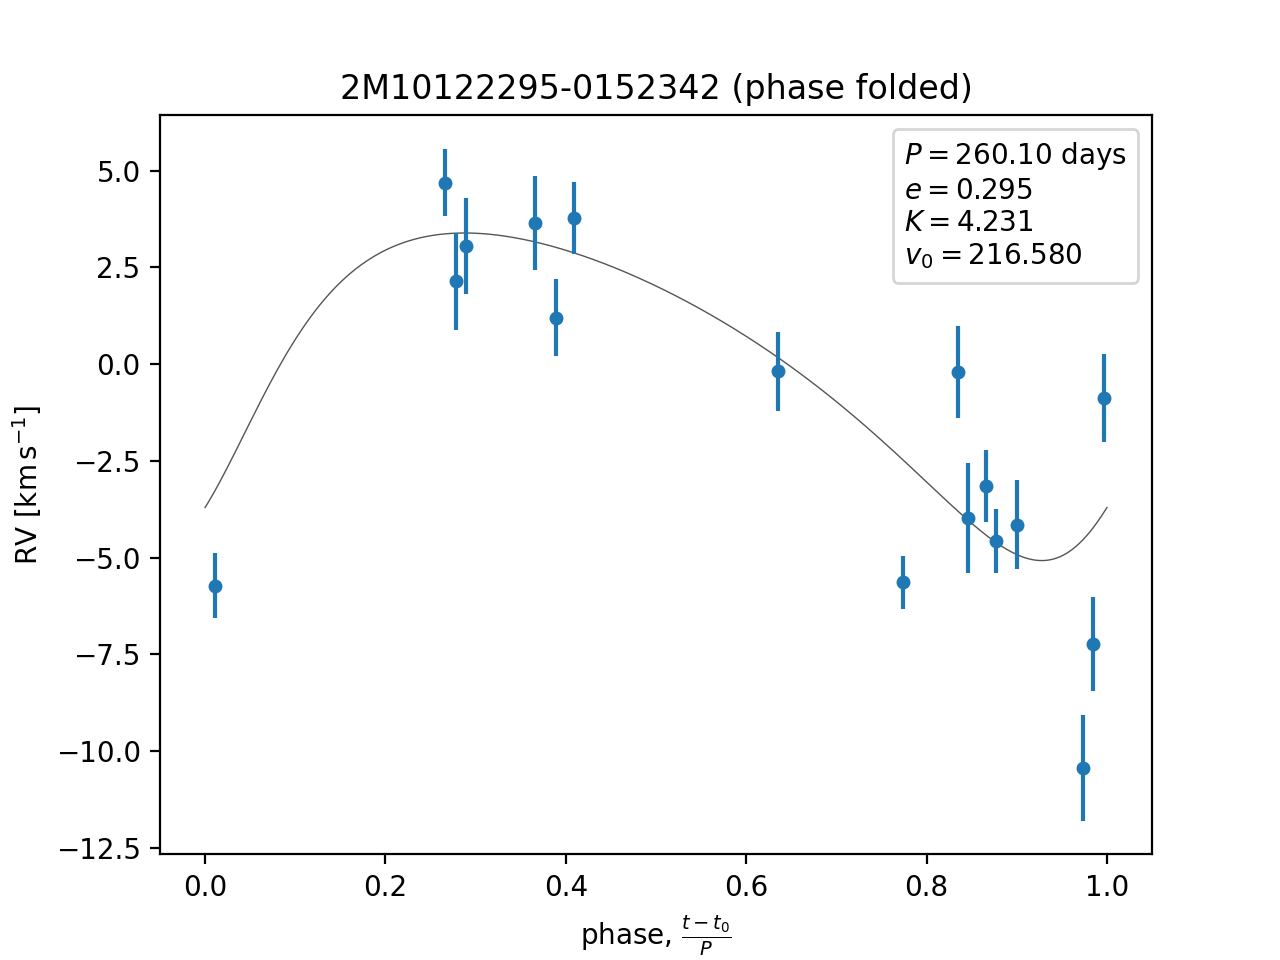 2M10122295-0152342 (phase folded)
P = 260.10 days
e = 0.295
K = 4.231
v₀ = 216.580
RV [km s⁻¹]
5.0
2.5
0.0
−2.5
−5.0
−7.5
−10.0
−12.5
0.0 0.2 0.4 0.6 0.8 1.0
phase, (t − t₀)/P